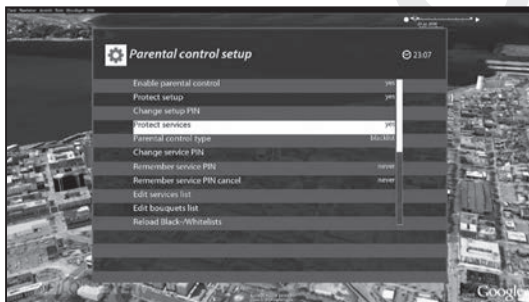 Parental control setup
23:07
Enable parental control yes
Protect setup yes
Change setup PIN
Protect services yes
Parental control type blacklist
Change service PIN
Remember service PIN never
Remember service PIN cancel never
Edit services list
Edit bouquets list
Reload Black-/Whitelists
Google